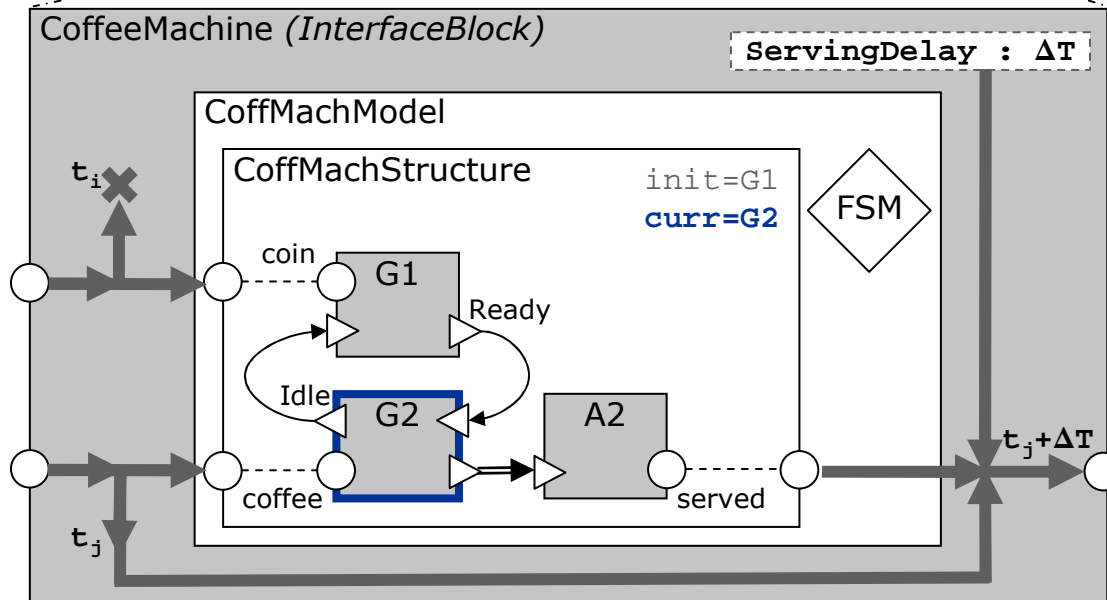 CoffeeMachine (InterfaceBlock)
ServingDelay : ΔT
CoffMachModel
CoffMachStructure
init=G1
curr=G2
FSM
tᵢ
coin
G1
Ready
Idle
G2
A2
tⱼ+ΔT
coffee
served
tⱼ